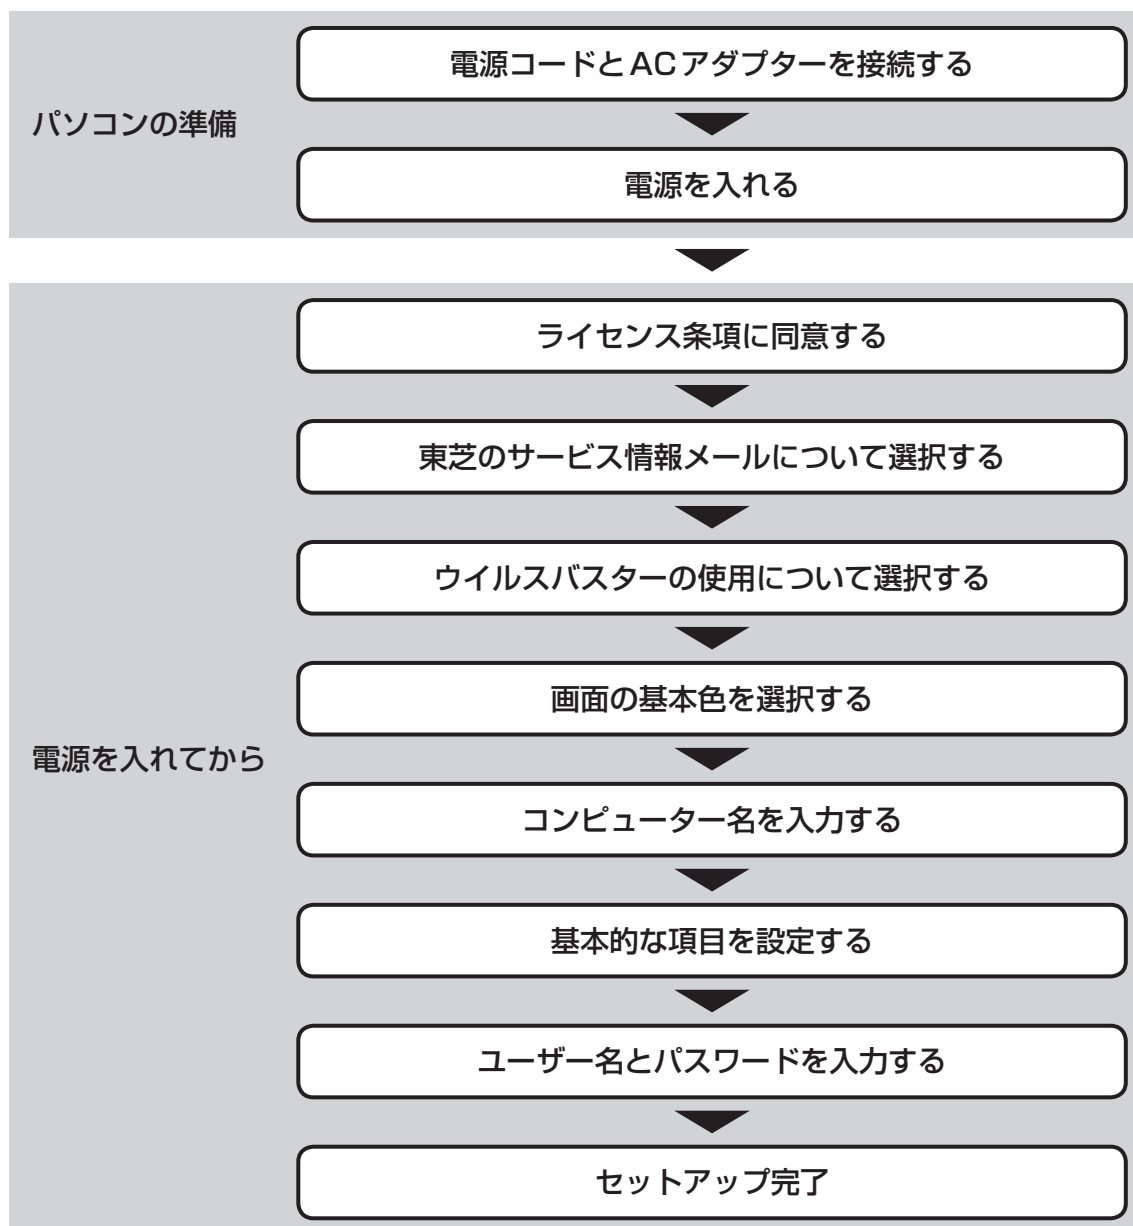 パソコンの準備
電源コードとACアダプターを接続する
電源を入れる
電源を入れてから
ライセンス条項に同意する
東芝のサービス情報メールについて選択する
ウイルスバスターの使用について選択する
画面の基本色を選択する
コンピューター名を入力する
基本的な項目を設定する
ユーザー名とパスワードを入力する
セットアップ完了